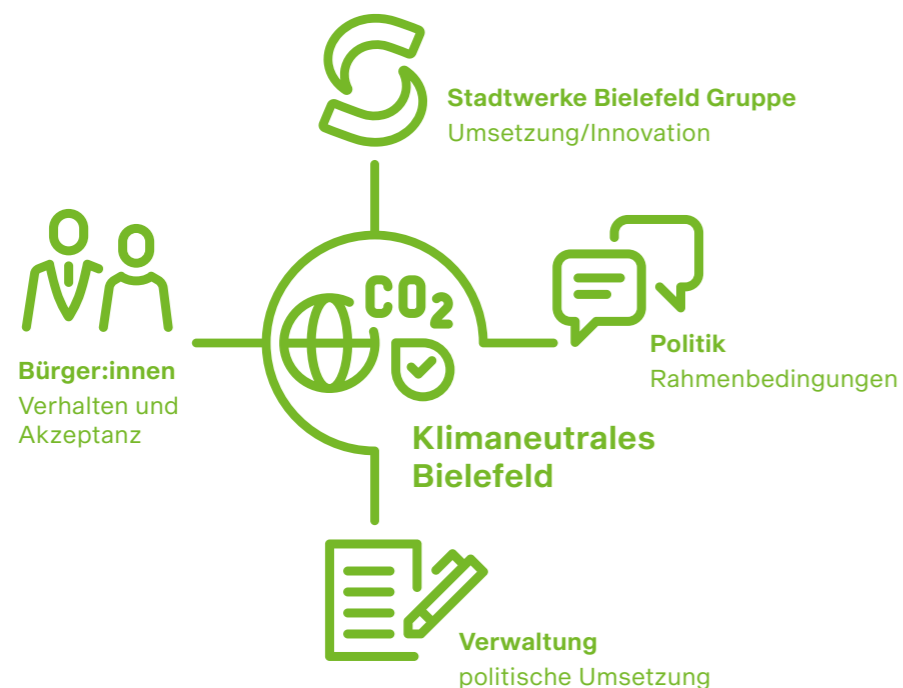 Stadtwerke Bielefeld Gruppe
Umsetzung/Innovation
CO₂
Politik
Rahmenbedingungen
Bürger:innen
Verhalten und
Akzeptanz
Klimaneutrales
Bielefeld
Verwaltung
politische Umsetzung